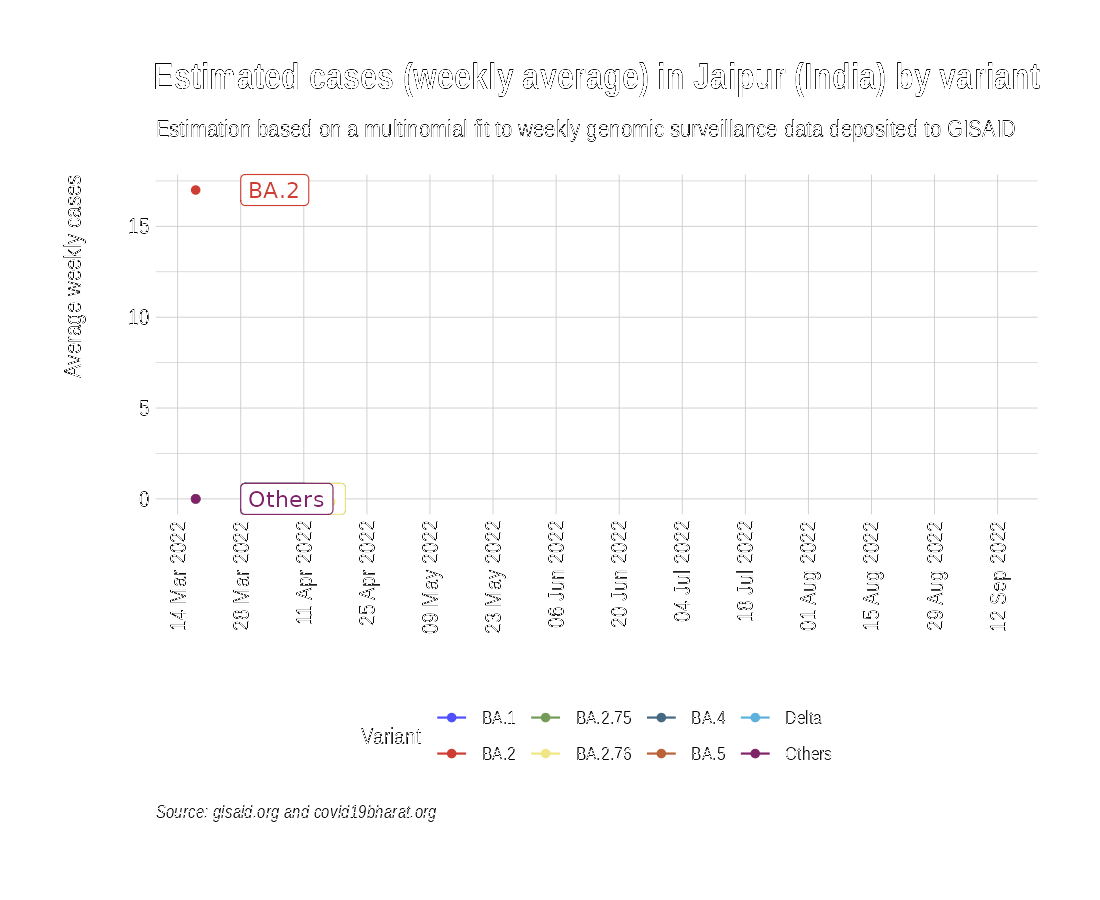 Estimated cases (weekly average) in Jaipur (India) by variant
Estimation based on a multinomial fit to weekly genomic surveillance data deposited to GISAID
Average weekly cases
15
10
5
0
BA.2
Others
14 Mar 2022
28 Mar 2022
11 Apr 2022
25 Apr 2022
09 May 2022
23 May 2022
06 Jun 2022
20 Jun 2022
04 Jul 2022
18 Jul 2022
01 Aug 2022
15 Aug 2022
29 Aug 2022
12 Sep 2022
Variant
BA.1 BA.2.75 BA.4 Delta
BA.2 BA.2.76 BA.5 Others
Source: gisaid.org and covid19bharat.org